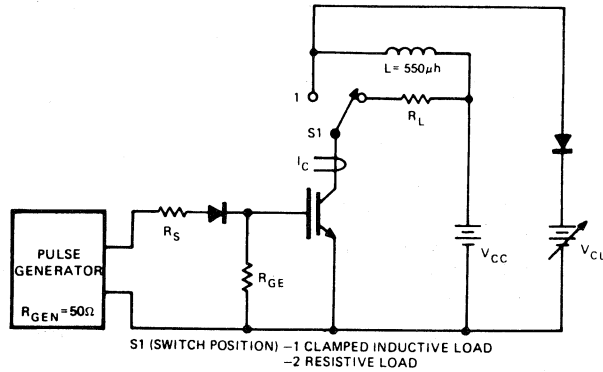 L = 550μh
1
S1
R_L
I_C
R_S
PULSE
GENERATOR
R_GEN = 50Ω
R_GE
V_CC
V_CL
S1 (SWITCH POSITION) –1 CLAMPED INDUCTIVE LOAD
–2 RESISTIVE LOAD